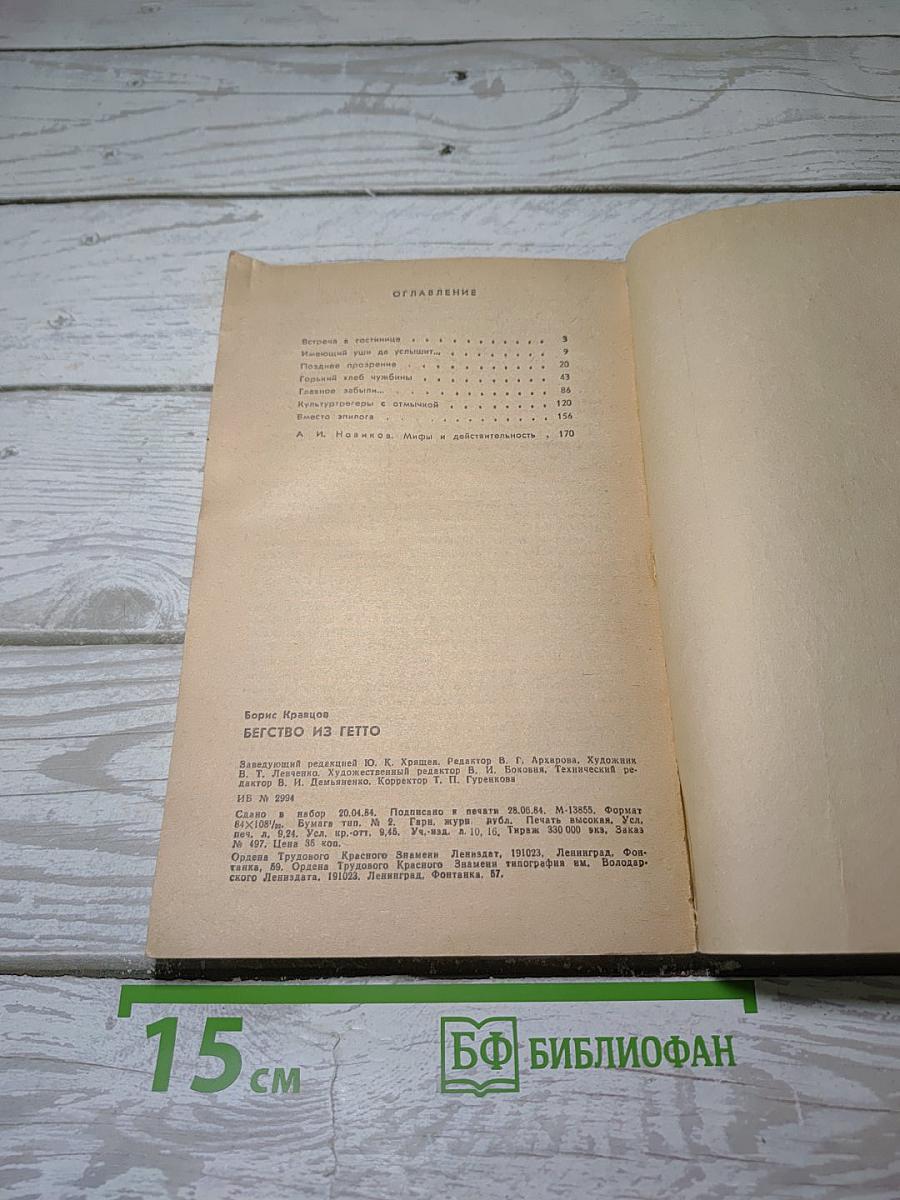 ОГЛАВЛЕНИЕ
Встреча в гостинице . . . . . . . . . . . 3
Имеющий уши да услышит... . . . . . . . . 9
Позднее прозрение . . . . . . . . . . . 20
Горький хлеб чужбины . . . . . . . . . . 43
Главное забыли... . . . . . . . . . . . 86
Культуртрегеры с отмычкой . . . . . . . . 120
Вместо эпилога . . . . . . . . . . . . 156
А. И. Новиков. Мифы и действительность . 170
Борис Кравцов
БЕГСТВО ИЗ ГЕТТО
Заведующий редакцией Ю. К. Хрящев. Редактор В. Г. Архарова. Художник
В. Т. Левченко. Художественный редактор В. И. Боковня. Технический ре-
дактор В. И. Демьяненко. Корректор Т. П. Гуренкова
ИБ № 2994
Сдано в набор 20.04.84. Подписано к печати 28.06.84. М-13855. Формат
84×108¹/₃₂. Бумага тип. № 2. Гарн. журн. рубл. Печать высокая. Усл.
печ. л. 9,24. Усл. кр.-отт. 9,45. Уч.-изд. л. 10,16. Тираж 330 000 экз. Заказ
№ 497. Цена 35 коп.
Ордена Трудового Красного Знамени Лениздат, 191023, Ленинград, Фон-
танка, 59. Ордена Трудового Красного Знамени типография им. Володар-
ского Лениздата, 191023, Ленинград, Фонтанка, 57.
15 см
БФ БИБЛИОФАН